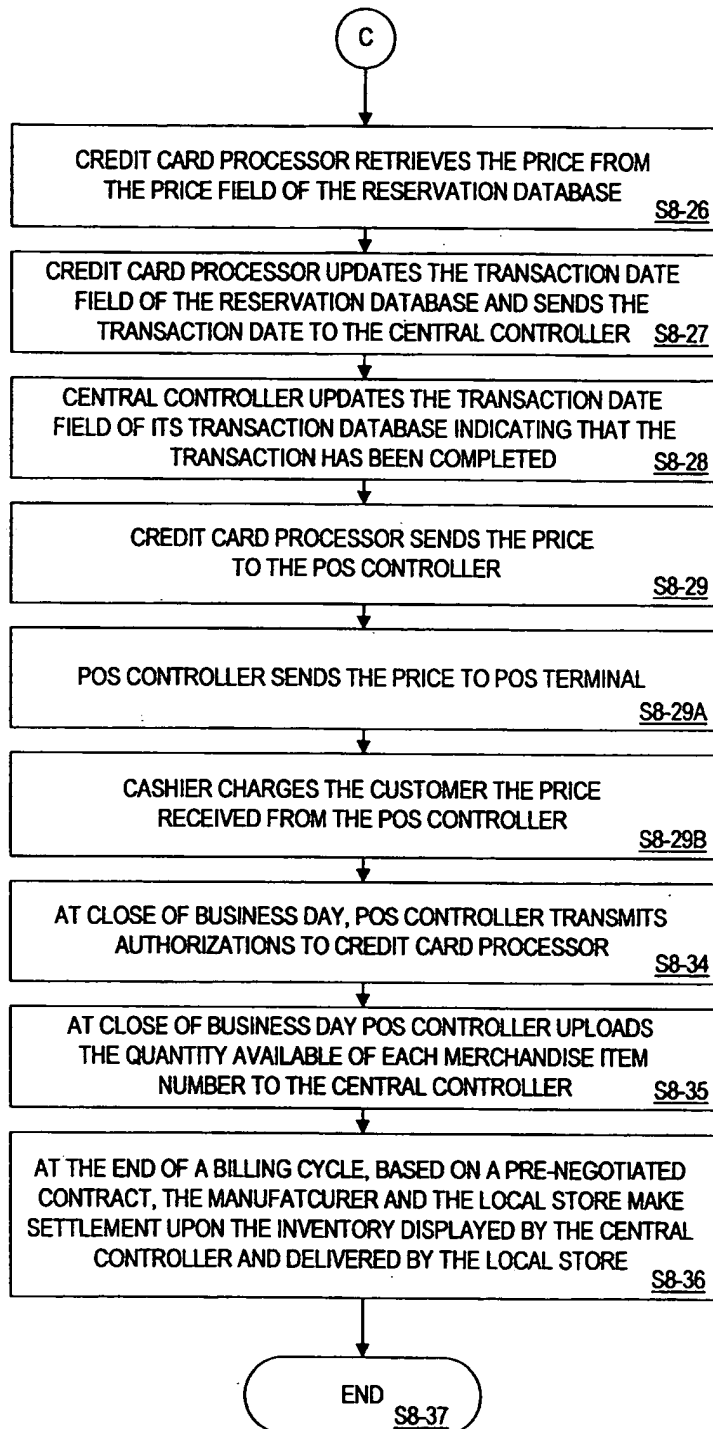 C
CREDIT CARD PROCESSOR RETRIEVES THE PRICE FROM
THE PRICE FIELD OF THE RESERVATION DATABASE
S8-26
CREDIT CARD PROCESSOR UPDATES THE TRANSACTION DATE
FIELD OF THE RESERVATION DATABASE AND SENDS THE
TRANSACTION DATE TO THE CENTRAL CONTROLLER S8-27
CENTRAL CONTROLLER UPDATES THE TRANSACTION DATE
FIELD OF ITS TRANSACTION DATABASE INDICATING THAT THE
TRANSACTION HAS BEEN COMPLETED S8-28
CREDIT CARD PROCESSOR SENDS THE PRICE
TO THE POS CONTROLLER
S8-29
POS CONTROLLER SENDS THE PRICE TO POS TERMINAL
S8-29A
CASHIER CHARGES THE CUSTOMER THE PRICE
RECEIVED FROM THE POS CONTROLLER
S8-29B
AT CLOSE OF BUSINESS DAY, POS CONTROLLER TRANSMITS
AUTHORIZATIONS TO CREDIT CARD PROCESSOR
S8-34
AT CLOSE OF BUSINESS DAY POS CONTROLLER UPLOADS
THE QUANTITY AVAILABLE OF EACH MERCHANDISE ITEM
NUMBER TO THE CENTRAL CONTROLLER S8-35
AT THE END OF A BILLING CYCLE, BASED ON A PRE-NEGOTIATED
CONTRACT, THE MANUFATCURER AND THE LOCAL STORE MAKE
SETTLEMENT UPON THE INVENTORY DISPLAYED BY THE CENTRAL
CONTROLLER AND DELIVERED BY THE LOCAL STORE
S8-36
END
S8-37